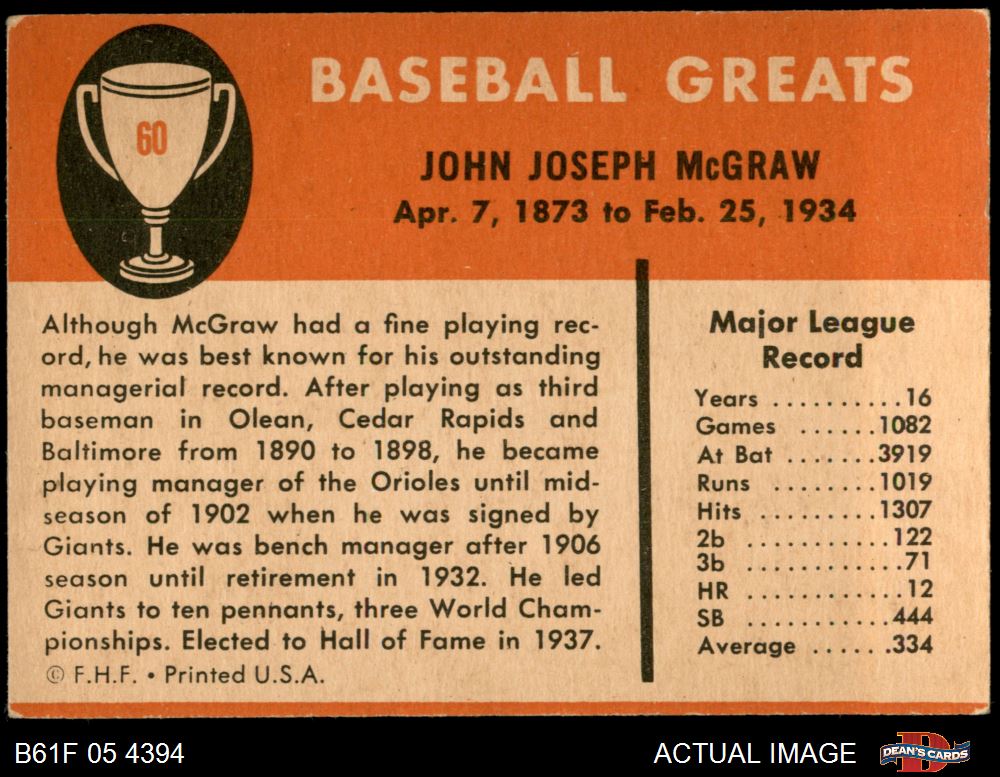 60
BASEBALL GREATS
JOHN JOSEPH McGRAW
Apr. 7, 1873 to Feb. 25, 1934
Although McGraw had a fine playing rec-
ord, he was best known for his outstanding
managerial record. After playing as third
baseman in Olean, Cedar Rapids and
Baltimore from 1890 to 1898, he became
playing manager of the Orioles until mid-
season of 1902 when he was signed by
Giants. He was bench manager after 1906
season until retirement in 1932. He led
Giants to ten pennants, three World Cham-
pionships. Elected to Hall of Fame in 1937.
© F.H.F. • Printed U.S.A.
Major League
Record
Years ..........16
Games ......1082
At Bat .......3919
Runs ........1019
Hits ..........1307
2b ............122
3b .............71
HR ............12
SB ...........444
Average ......334
B61F 05 4394
ACTUAL IMAGE
DEAN'S CARDS